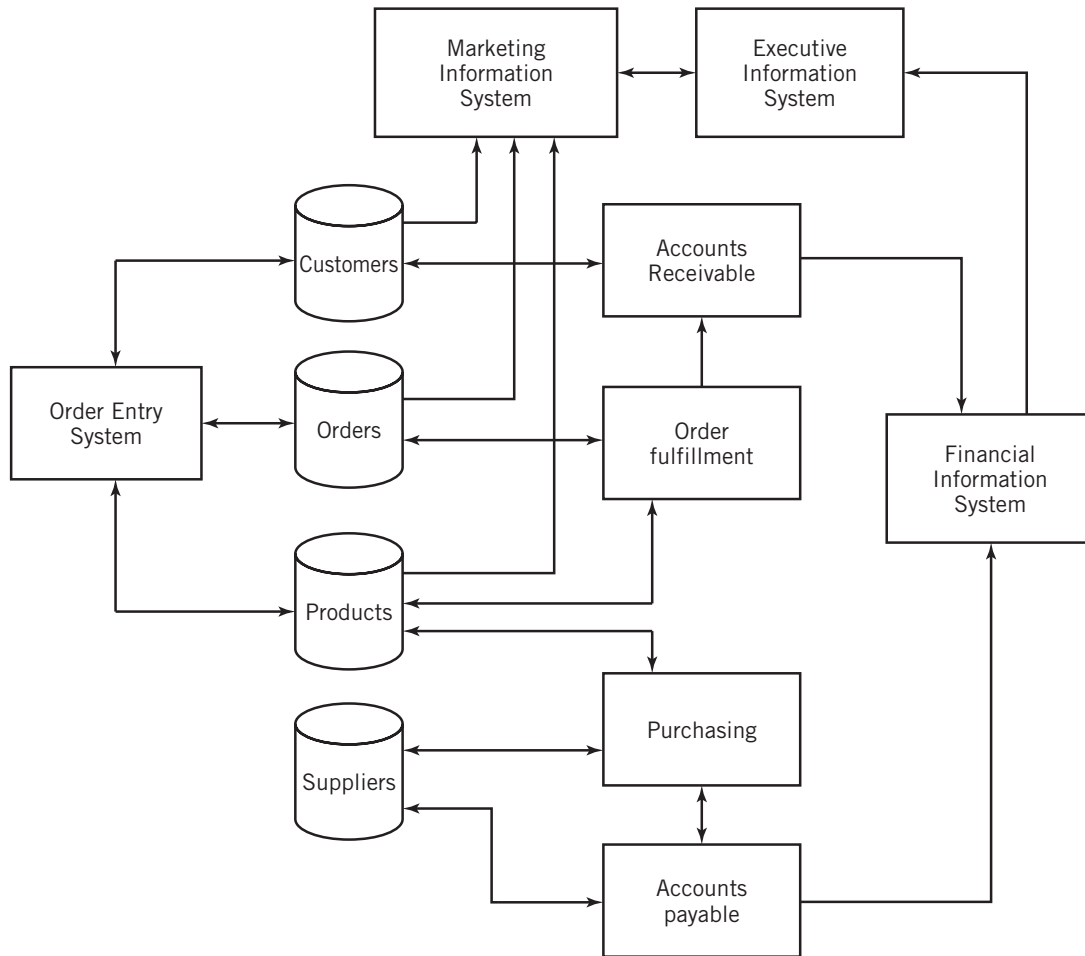 Marketing
Information
System
Executive
Information
System
Customers
Accounts
Receivable
Order Entry
System
Orders
Order
fulfillment
Financial
Information
System
Products
Purchasing
Suppliers
Accounts
payable